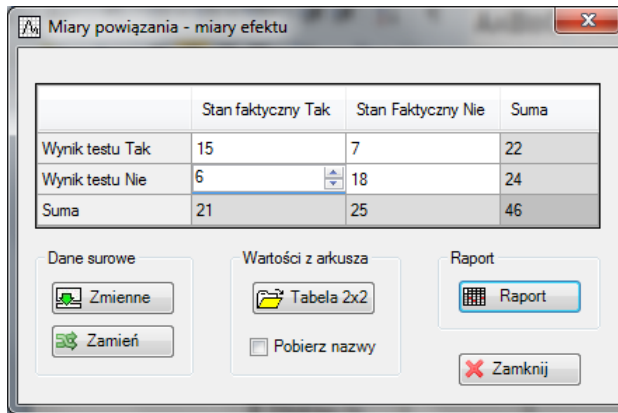 Miary powiązania - miary efektu
Stan faktyczny Tak Stan Faktyczny Nie Suma
Wynik testu Tak 15 7 22
Wynik testu Nie 6 18 24
Suma 21 25 46
Dane surowe Wartości z arkusza Raport
Zmienne Tabela 2x2 Raport
Zamień Pobierz nazwy
Zamknij